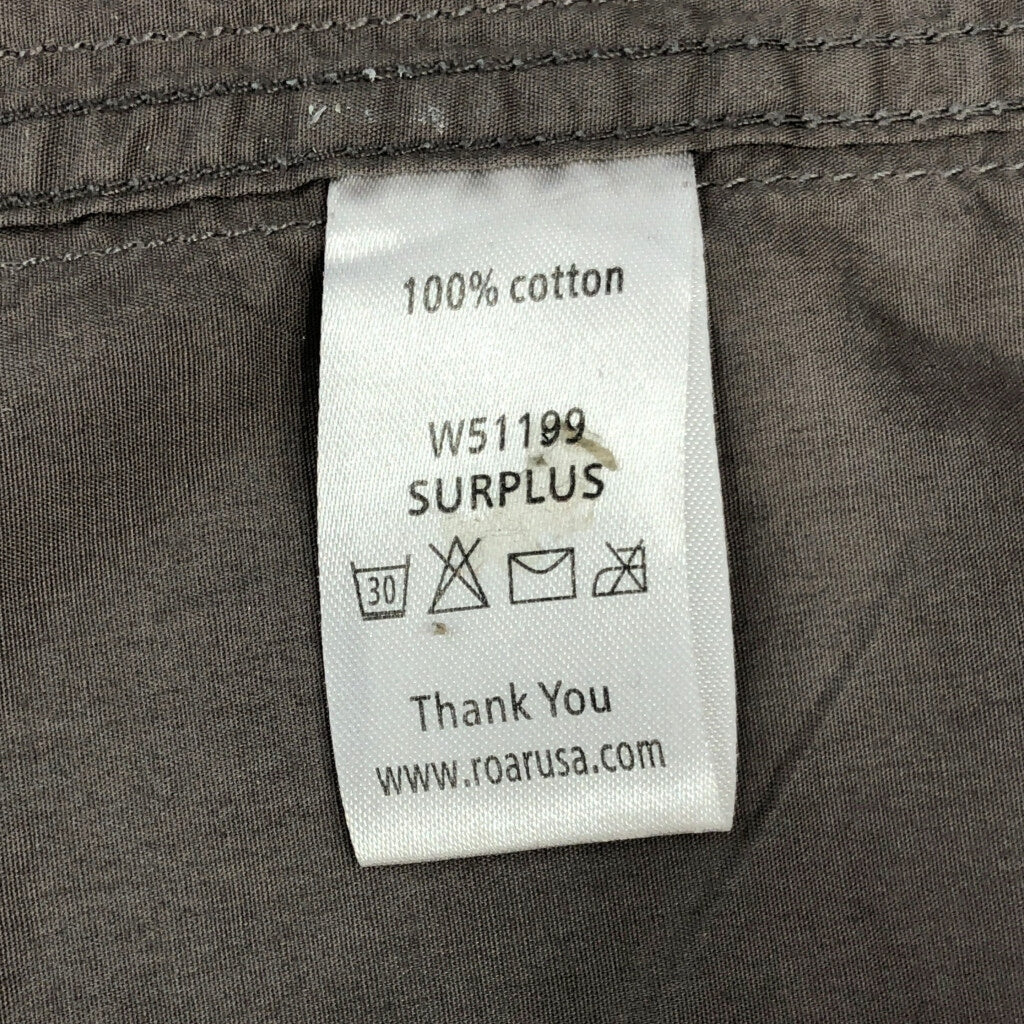 100% cotton
W51199
SURPLUS
30
Thank You
www.roarusa.com